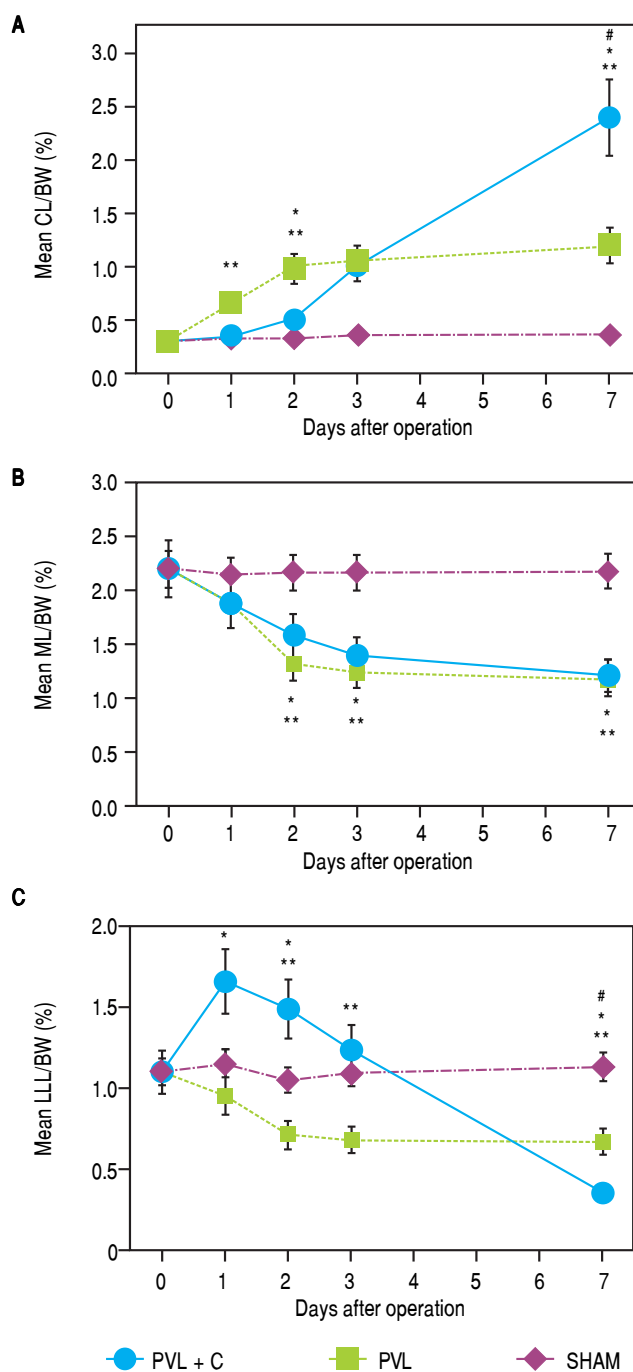 A
#
*
**
3.0
2.5
2.0
*
**
**
1.5
1.0
0.5
0.0
Mean CL/BW (%)
0 1 2 3 4 5 6 7
Days after operation
B
3.0
2.5
2.0
1.5
1.0
0.5
0.0
Mean ML/BW (%)
* * *
** ** **
0 1 2 3 4 5 6 7
Days after operation
C
2.0
* *
** ** #
*
**
1.5
1.0
0.5
0
Mean LLL/BW (%)
0 1 2 3 4 5 6 7
Days after operation
PVL + C PVL SHAM